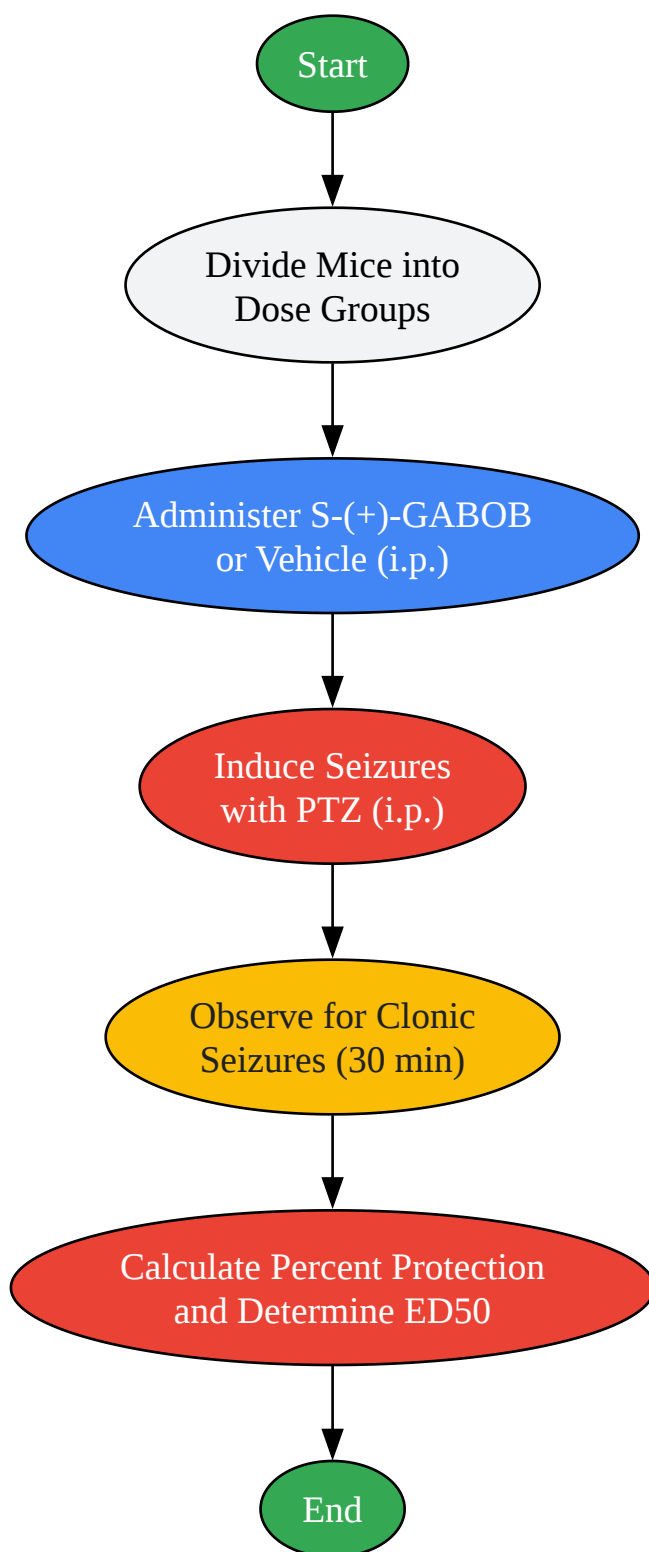 Start
Divide Mice into
Dose Groups
Administer S-(+)-GABOB
or Vehicle (i.p.)
Induce Seizures
with PTZ (i.p.)
Observe for Clonic
Seizures (30 min)
Calculate Percent Protection
and Determine ED50
End